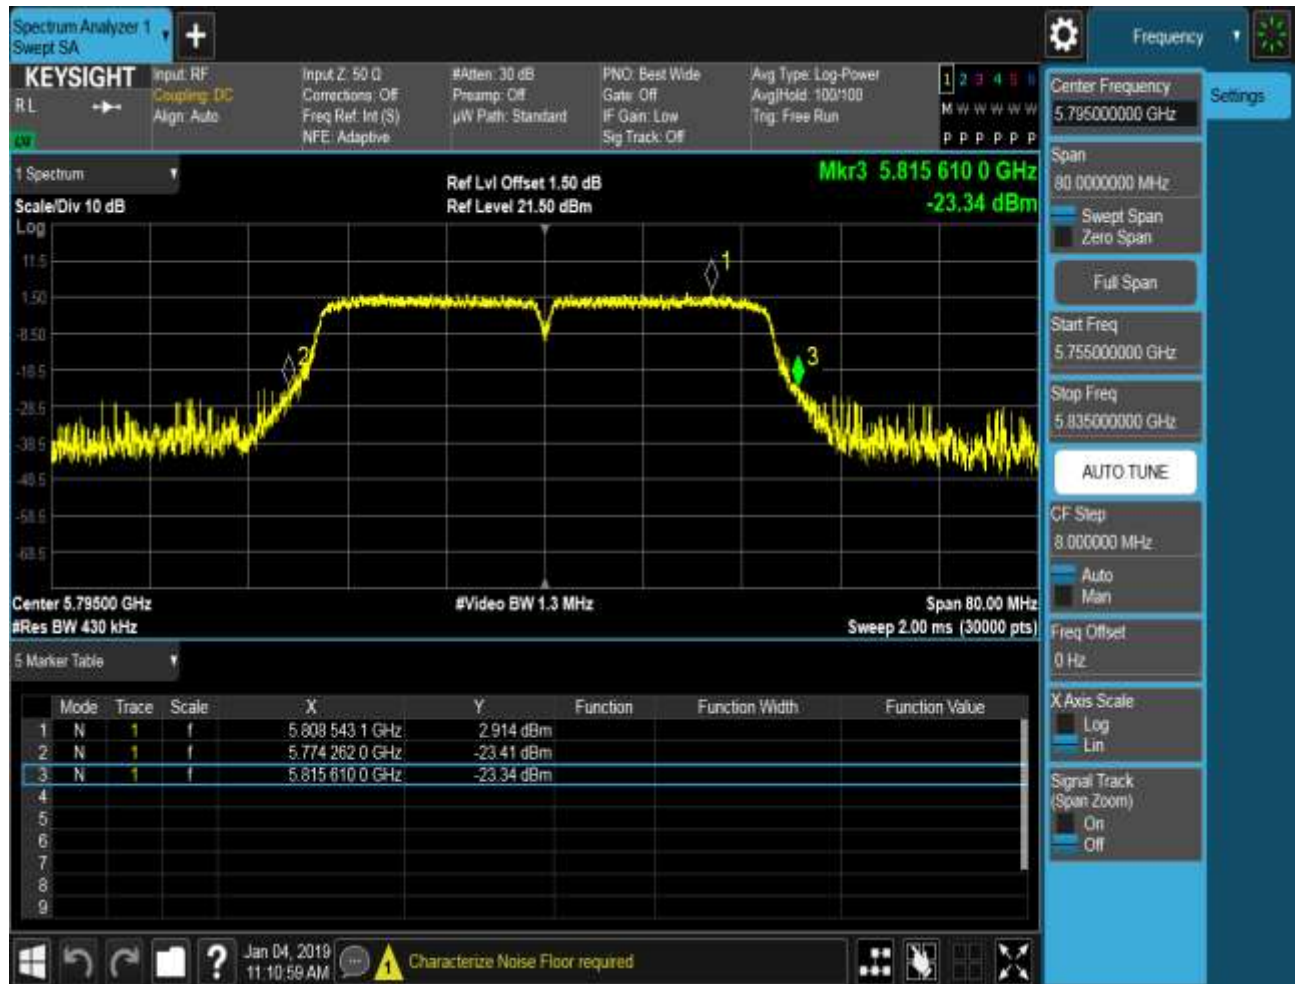 Spectrum Analyzer 1
Swept SA
Frequency
KEYSIGHT
Input: RF
Coupling: DC
Align: Auto
Input Z: 50 Ω
Corrections: Off
Freq Ref: Int (S)
NFE: Adaptive
#Atten: 30 dB
Preamp: Off
µW Path: Standard
PNO: Best Wide
Gate: Off
IF Gain: Low
Sig Track: Off
Avg Type: Log-Power
Avg|Hold: 100/100
Trig: Free Run
1 2 3 4 5 6
M W W W W W
P P P P P P
R L
1 Spectrum
Scale/Div 10 dB
Ref Lvl Offset 1.50 dB
Ref Level 21.50 dBm
Mkr3 5.815 610 0 GHz
-23.34 dBm
Log
11.5
1.50
-8.50
-18.5
-28.5
-38.5
-48.5
-58.5
-68.5
1
2
3
Center 5.79500 GHz
#Video BW 1.3 MHz
Span 80.00 MHz
#Res BW 430 kHz
Sweep 2.00 ms (30000 pts)
5 Marker Table
Mode Trace Scale X Y Function Function Width Function Value
1 N 1 f 5.808 543 1 GHz 2.914 dBm
2 N 1 f 5.774 262 0 GHz -23.41 dBm
3 N 1 f 5.815 610 0 GHz -23.34 dBm
4
5
6
7
8
9
Center Frequency
5.795000000 GHz
Settings
Span
80.0000000 MHz
Swept Span
Zero Span
Full Span
Start Freq
5.755000000 GHz
Stop Freq
5.835000000 GHz
AUTO TUNE
CF Step
8.000000 MHz
Auto
Man
Freq Offset
0 Hz
X Axis Scale
Log
Lin
Signal Track
(Span Zoom)
On
Off
?
Jan 04, 2019
11:10:59 AM
1
Characterize Noise Floor required